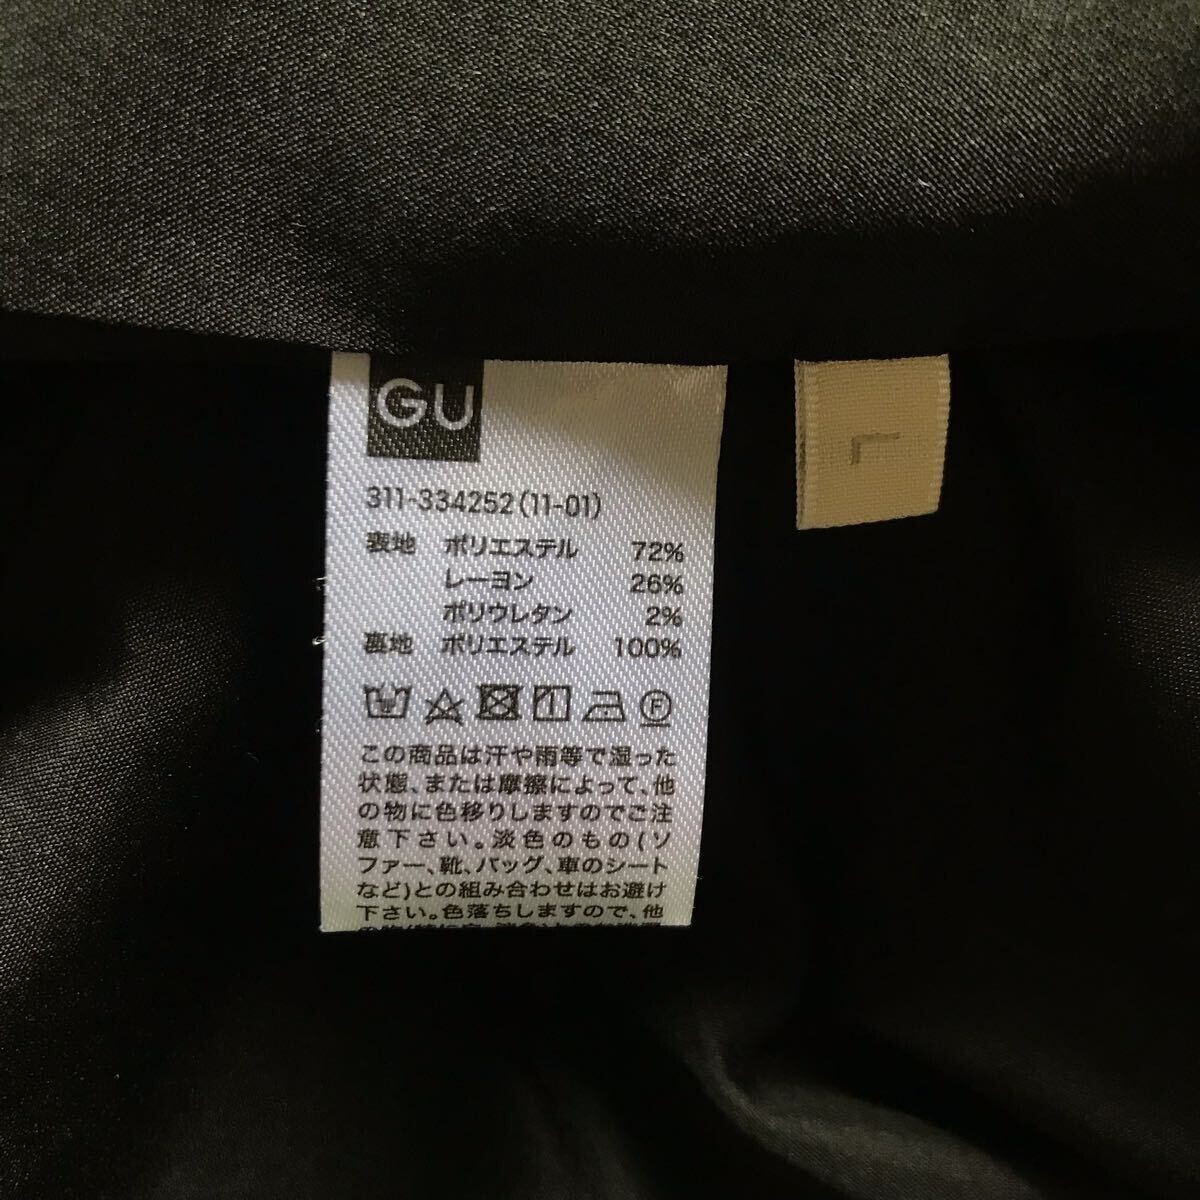 GU
L
311-334252(11-01)
表地 ポリエステル 72%
レーヨン 26%
ポリウレタン 2%
裏地 ポリエステル 100%
F
この商品は汗や雨等で湿った
状態、または摩擦によって、他
の物に色移りしますのでご注
意下さい。淡色のもの(ソ
ファー、靴、バッグ、車のシート
など)との組み合わせはお避け
下さい。色落ちしますので、他